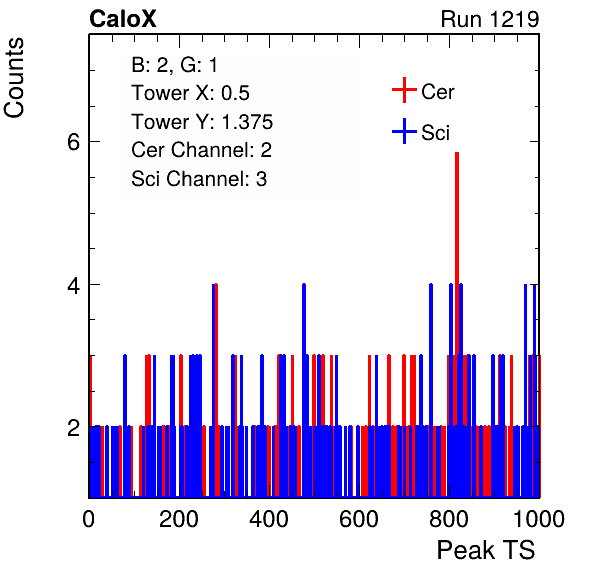 CaloX
Run 1219
Counts
B: 2, G: 1
Tower X: 0.5
Tower Y: 1.375
Cer Channel: 2
Sci Channel: 3
Cer
Sci
6
4
2
0 200 400 600 800 1000
Peak TS